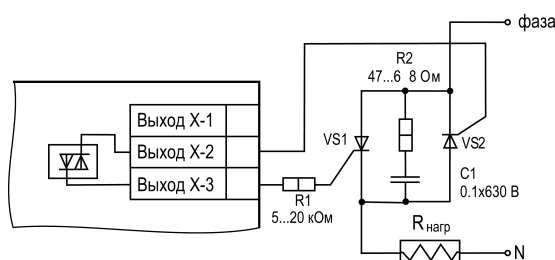 фаза
R2
47...6 8 Ом
Выход X-1
Выход X-2
Выход X-3
VS1
VS2
C1
0.1x630 В
R1
5...20 кОм
Rнагр
N